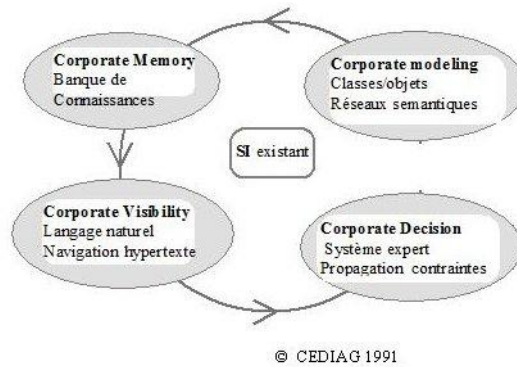 Corporate Memory
Banque de
Connaissances
Corporate modeling
Classes/objets
Réseaux semantiques
SI existant
Corporate Visibility
Langage naturel
Navigation hypertexte
Corporate Decision
Système expert
Propagation contraintes
© CEDIAG 1991